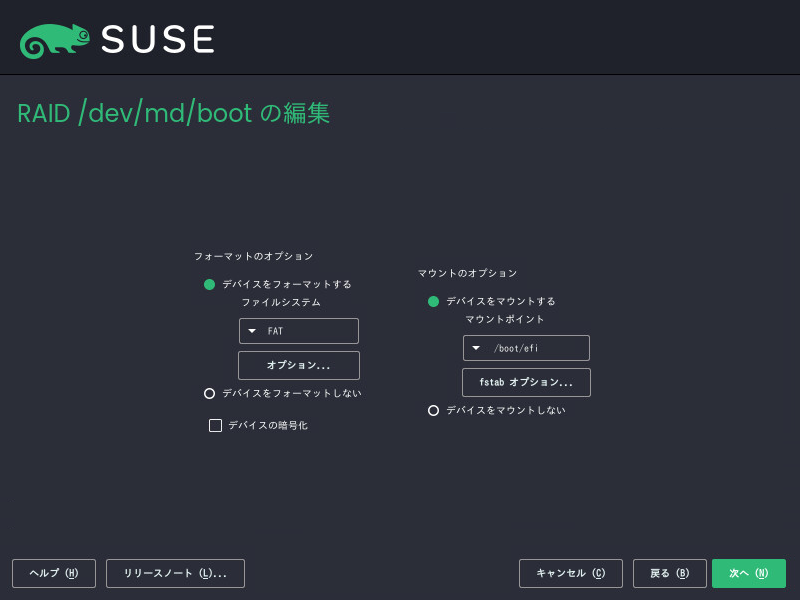 SUSE
RAID /dev/md/boot の編集
フォーマットのオプション
デバイスをフォーマットする
ファイルシステム
FAT
オプション...
デバイスをフォーマットしない
デバイスの暗号化
マウントのオプション
デバイスをマウントする
マウントポイント
/boot/efi
fstab オプション...
デバイスをマウントしない
ヘルプ (H)
リリースノート (L)...
キャンセル (C)
戻る (B)
次へ (N)